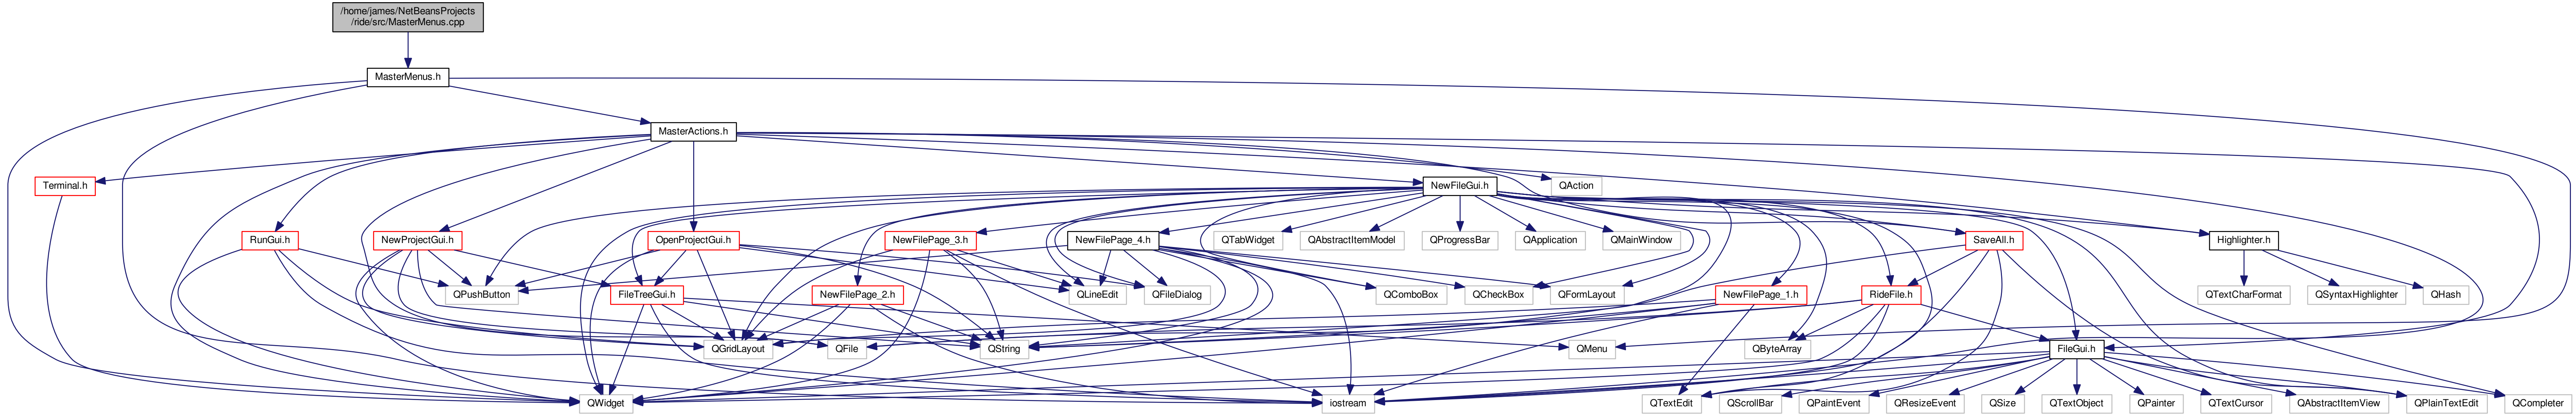 /home/james/NetBeansProjects
/ride/src/MasterMenus.cpp
MasterMenus.h
MasterActions.h
Terminal.h
NewFileGui.h
QAction
RunGui.h
NewProjectGui.h
OpenProjectGui.h
NewFilePage_3.h
NewFilePage_4.h
QTabWidget
QAbstractItemModel
QProgressBar
QApplication
QMainWindow
SaveAll.h
Highlighter.h
QPushButton
FileTreeGui.h
NewFilePage_2.h
QLineEdit
QFileDialog
QComboBox
QCheckBox
QFormLayout
NewFilePage_1.h
RideFile.h
QTextCharFormat
QSyntaxHighlighter
QHash
QGridLayout
QFile
QString
QMenu
QByteArray
FileGui.h
QWidget
iostream
QTextEdit
QScrollBar
QPaintEvent
QResizeEvent
QSize
QTextObject
QPainter
QTextCursor
QAbstractItemView
QPlainTextEdit
QCompleter